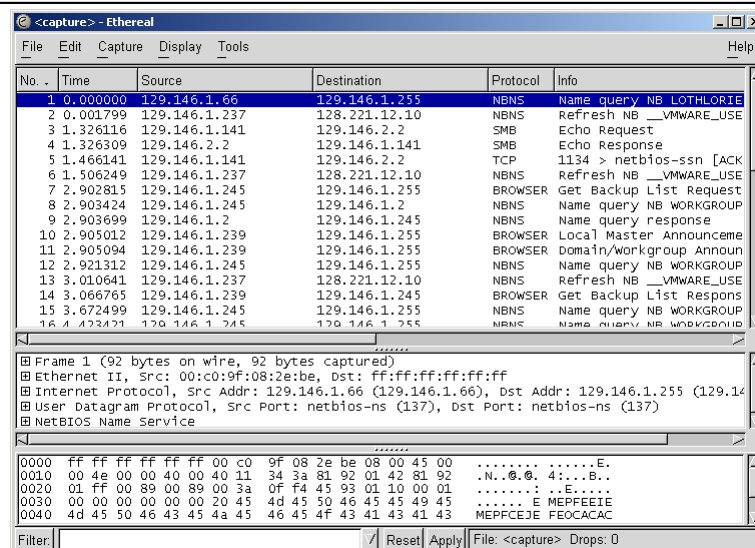 <capture> - Ethereal
File Edit Capture Display Tools Help
No. . Time Source Destination Protocol Info
1 0.000000 129.146.1.66 129.146.1.255 NBNS Name query NB LOTHLORIE
2 0.001799 129.146.1.237 128.221.12.10 NBNS Refresh NB __VMWARE_USE
3 1.326116 129.146.1.141 129.146.2.2 SMB Echo Request
4 1.326309 129.146.2.2 129.146.1.141 SMB Echo Response
5 1.466141 129.146.1.141 129.146.2.2 TCP 1134 > netbios-ssn [ACK
6 1.506249 129.146.1.237 128.221.12.10 NBNS Refresh NB __VMWARE_USE
7 2.902815 129.146.1.245 129.146.1.255 BROWSER Get Backup List Request
8 2.903424 129.146.1.245 129.146.1.2 NBNS Name query NB WORKGROUP
9 2.903699 129.146.1.2 129.146.1.245 NBNS Name query response
10 2.905012 129.146.1.239 129.146.1.255 BROWSER Local Master Announceme
11 2.905094 129.146.1.239 129.146.1.255 BROWSER Domain/Workgroup Announ
12 2.921312 129.146.1.245 129.146.1.255 NBNS Name query NB WORKGROUP
13 3.010641 129.146.1.237 128.221.12.10 NBNS Refresh NB __VMWARE_USE
14 3.066765 129.146.1.239 129.146.1.245 BROWSER Get Backup List Respons
15 3.672499 129.146.1.245 129.146.1.255 NBNS Name query NB WORKGROUP
16 4.423421 129.146.1.245 129.146.1.255 NBNS Name query NB WORKGROUP
Frame 1 (92 bytes on wire, 92 bytes captured)
Ethernet II, Src: 00:c0:9f:08:2e:be, Dst: ff:ff:ff:ff:ff:ff
Internet Protocol, Src Addr: 129.146.1.66 (129.146.1.66), Dst Addr: 129.146.1.255 (129.14
User Datagram Protocol, Src Port: netbios-ns (137), Dst Port: netbios-ns (137)
NetBIOS Name Service
0000 ff ff ff ff ff ff 00 c0 9f 08 2e be 08 00 45 00 ........ ......E.
0010 00 4e 00 00 40 00 40 11 34 3a 81 92 01 42 81 92 .N..@.@. 4:...B..
0020 01 ff 00 89 00 89 00 3a 0f f4 45 93 01 10 00 01 .......: ..E.....
0030 00 00 00 00 00 00 20 45 4d 45 50 46 45 45 49 45 ...... E MEPFEEIE
0040 4d 45 50 46 43 45 4a 45 46 45 4f 43 41 43 41 43 MEPFCEJE FEOCACAC
Filter: Reset Apply File: <capture> Drops: 0